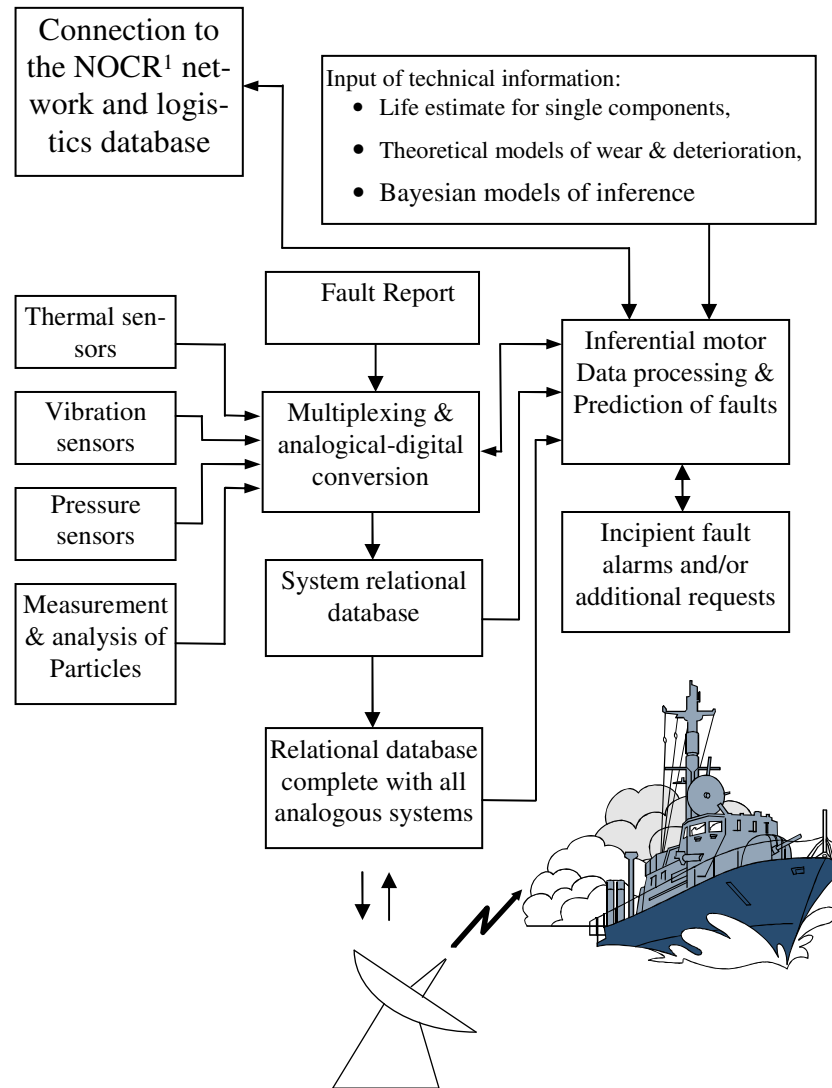 Connection to
the NOCR¹ net-
work and logis-
tics database
Input of technical information:
• Life estimate for single components,
• Theoretical models of wear & deterioration,
• Bayesian models of inference
Fault Report
Thermal sen-
sors
Vibration
sensors
Pressure
sensors
Measurement
& analysis of
Particles
Multiplexing &
analogical-digital
conversion
Inferential motor
Data processing &
Prediction of faults
System relational
database
Incipient fault
alarms and/or
additional requests
Relational database
complete with all
analogous systems